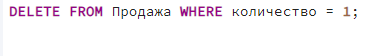 DELETE FROM Продажа WHERE количество = 1;